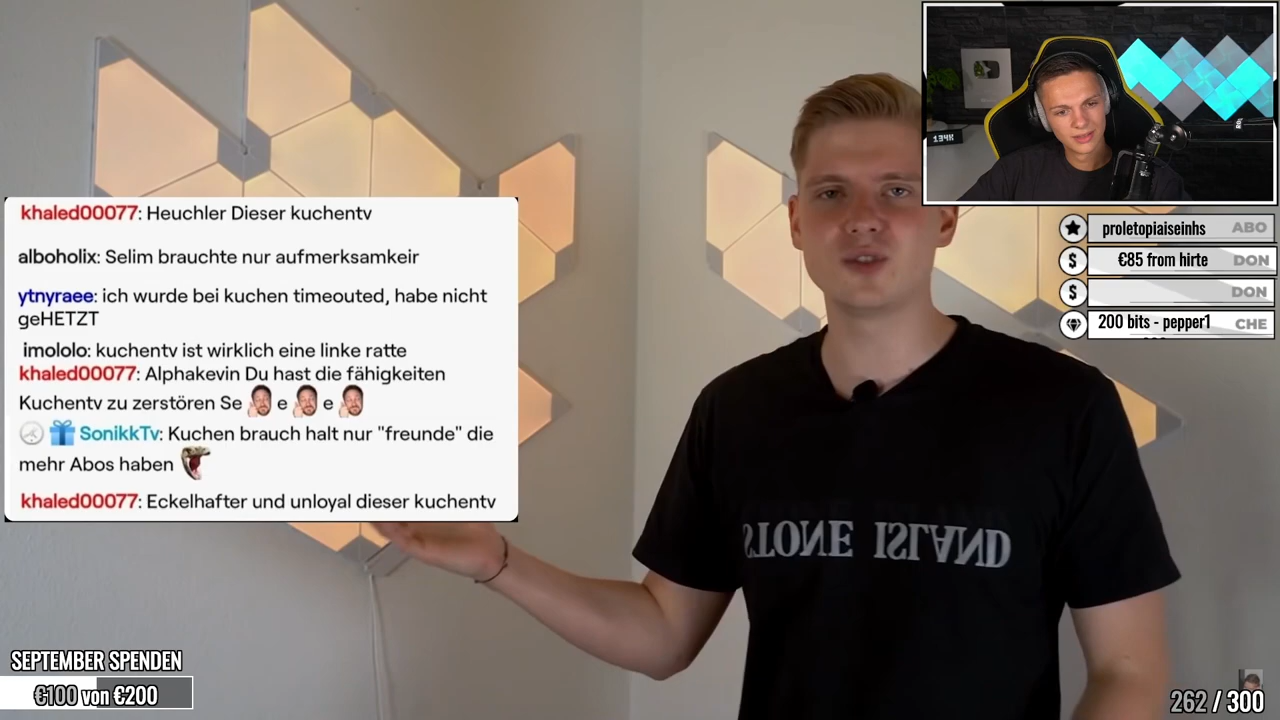 khaled00077: Heuchler Dieser kuchentv
alboholix: Selim brauchte nur aufmerksamkeir
ytnyraee: ich wurde bei kuchen timeouted, habe nicht
geHETZT
imololo: kuchentv ist wirklich eine linke ratte
khaled00077: Alphakevin Du hast die fähigkeiten
Kuchentv zu zerstören Se e e
SonikkTv: Kuchen brauch halt nur "freunde" die
mehr Abos haben
khaled00077: Eckelhafter und unloyal dieser kuchentv
134K
proletopiaiseinhs ABO
€85 from hirte DON
DON
200 bits - pepper1 CHE
STONE ISLAND
SEPTEMBER SPENDEN
€100 von €200
262 / 300